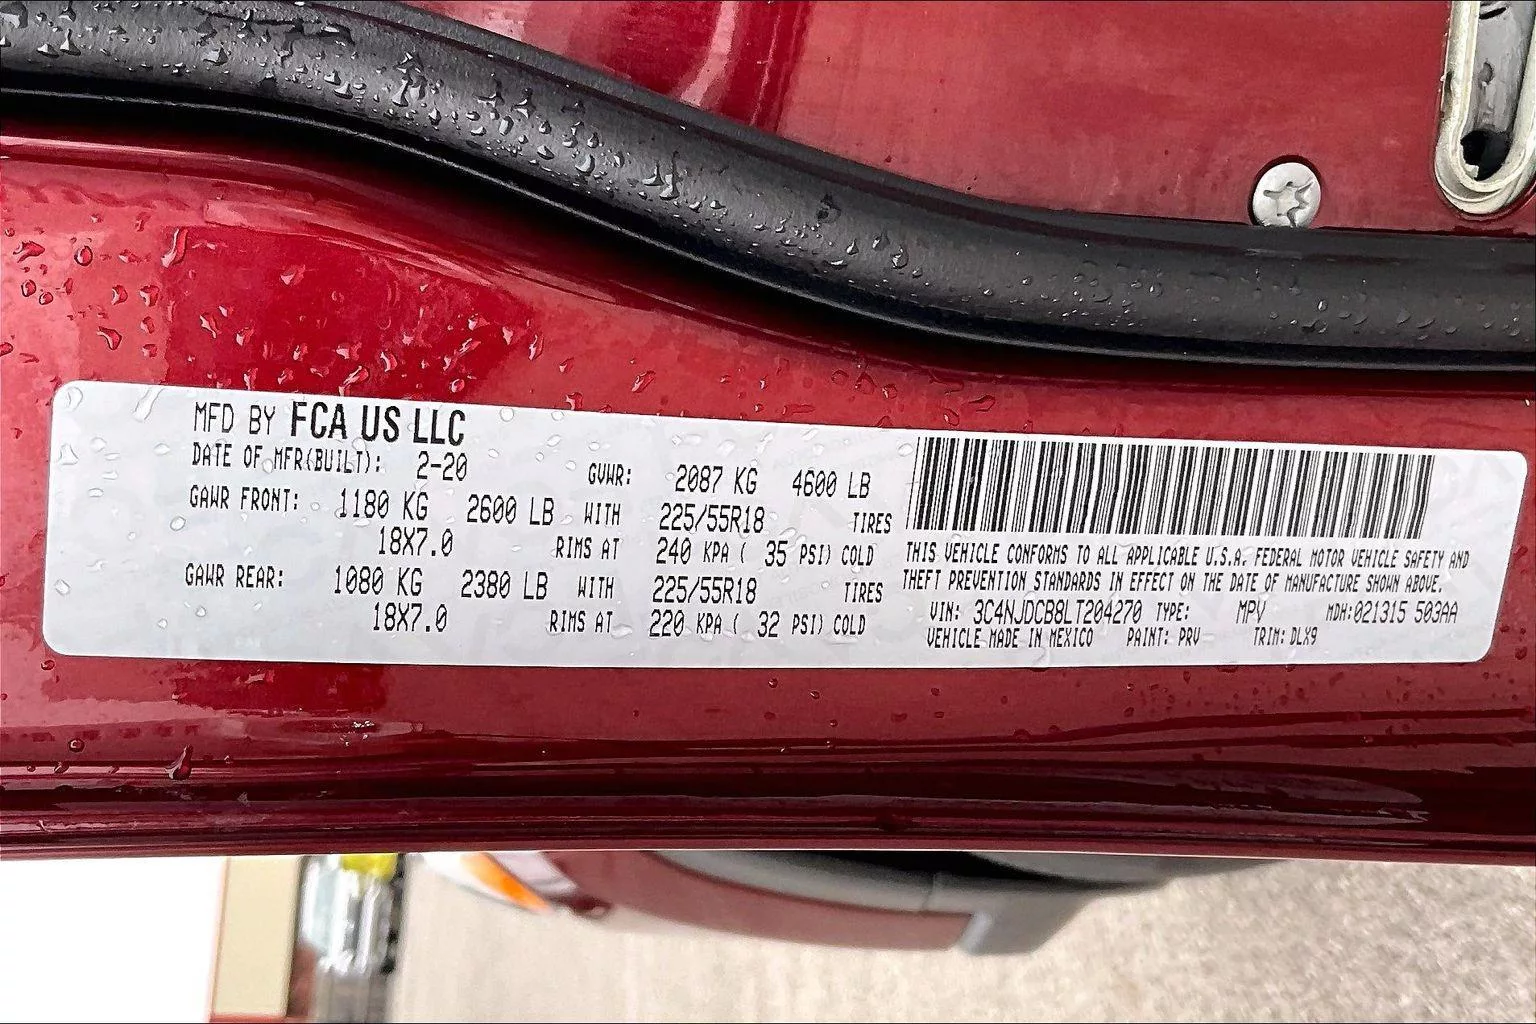 MFD BY FCA US LLC
DATE OF MFR(BUILT): 2-20 GVWR: 2087 KG 4600 LB
GAWR FRONT: 1180 KG 2600 LB WITH 225/55R18 TIRES
18X7.0 RIMS AT 240 KPA ( 35 PSI) COLD
GAWR REAR: 1080 KG 2380 LB WITH 225/55R18 TIRES
18X7.0 RIMS AT 220 KPA ( 32 PSI) COLD
THIS VEHICLE CONFORMS TO ALL APPLICABLE U.S.A. FEDERAL MOTOR VEHICLE SAFETY AND
THEFT PREVENTION STANDARDS IN EFFECT ON THE DATE OF MANUFACTURE SHOWN ABOVE.
VIN: 3C4NJDCB8LT204270 TYPE: MPV MDH:021315 503AA
VEHICLE MADE IN MEXICO PAINT: PRV TRIM: DLX9